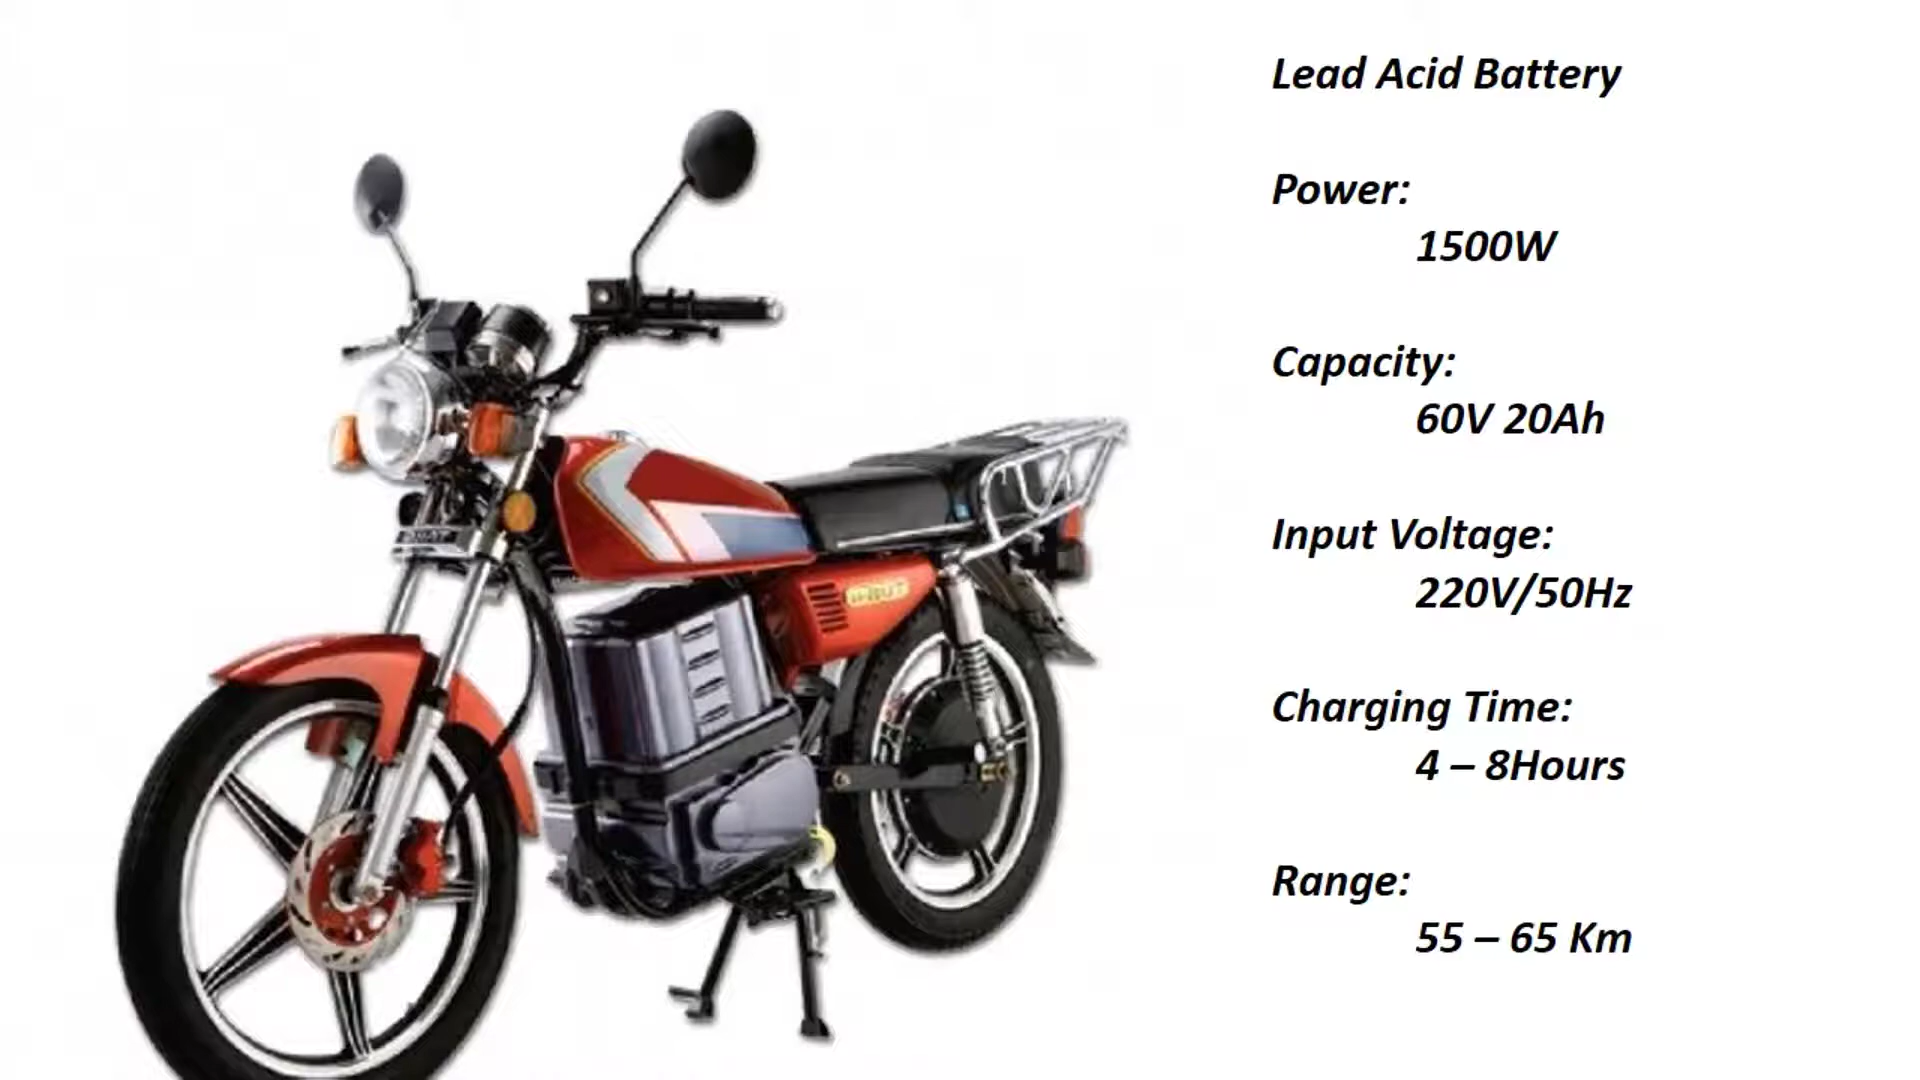 Lead Acid Battery
Power:
1500W
Capacity:
60V 20Ah
Input Voltage:
220V/50Hz
Charging Time:
4 – 8Hours
Range:
55 – 65 Km